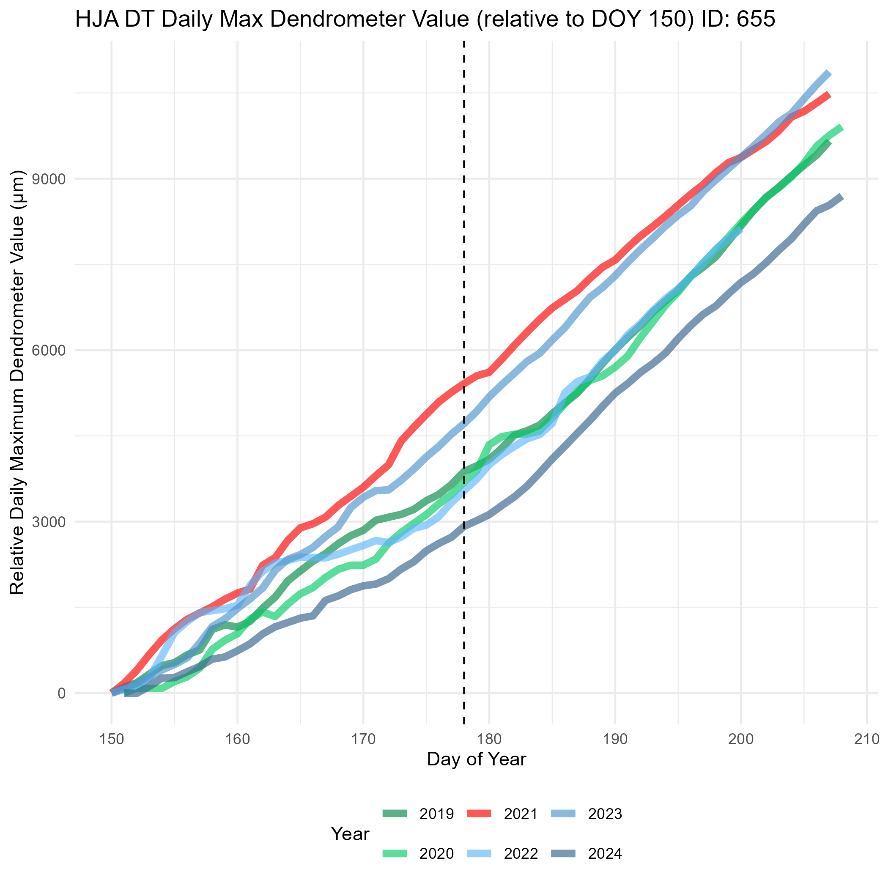 HJA DT Daily Max Dendrometer Value (relative to DOY 150) ID: 655
Relative Daily Maximum Dendrometer Value (μm)
9000
6000
3000
0
150 160 170 180 190 200 210
Day of Year
Year
2019 2021 2023
2020 2022 2024